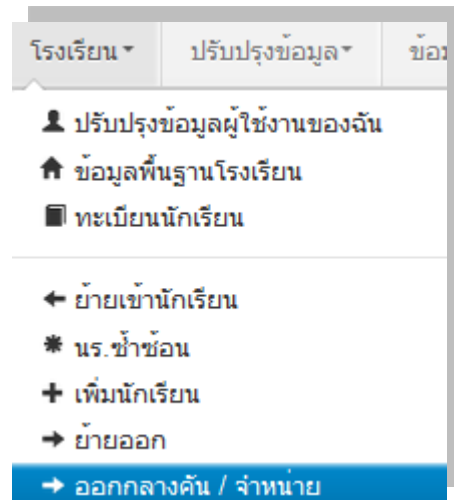 โรงเรียน ปรับปรุงข้อมูล ข้อม
ปรับปรุงข้อมูลผู้ใช้งานของฉัน
ข้อมูลพื้นฐานโรงเรียน
ทะเบียนนักเรียน
ย้ายเข้านักเรียน
นร.ซ้ำซ้อน
เพิ่มนักเรียน
ย้ายออก
ออกกลางคัน / จำหน่าย